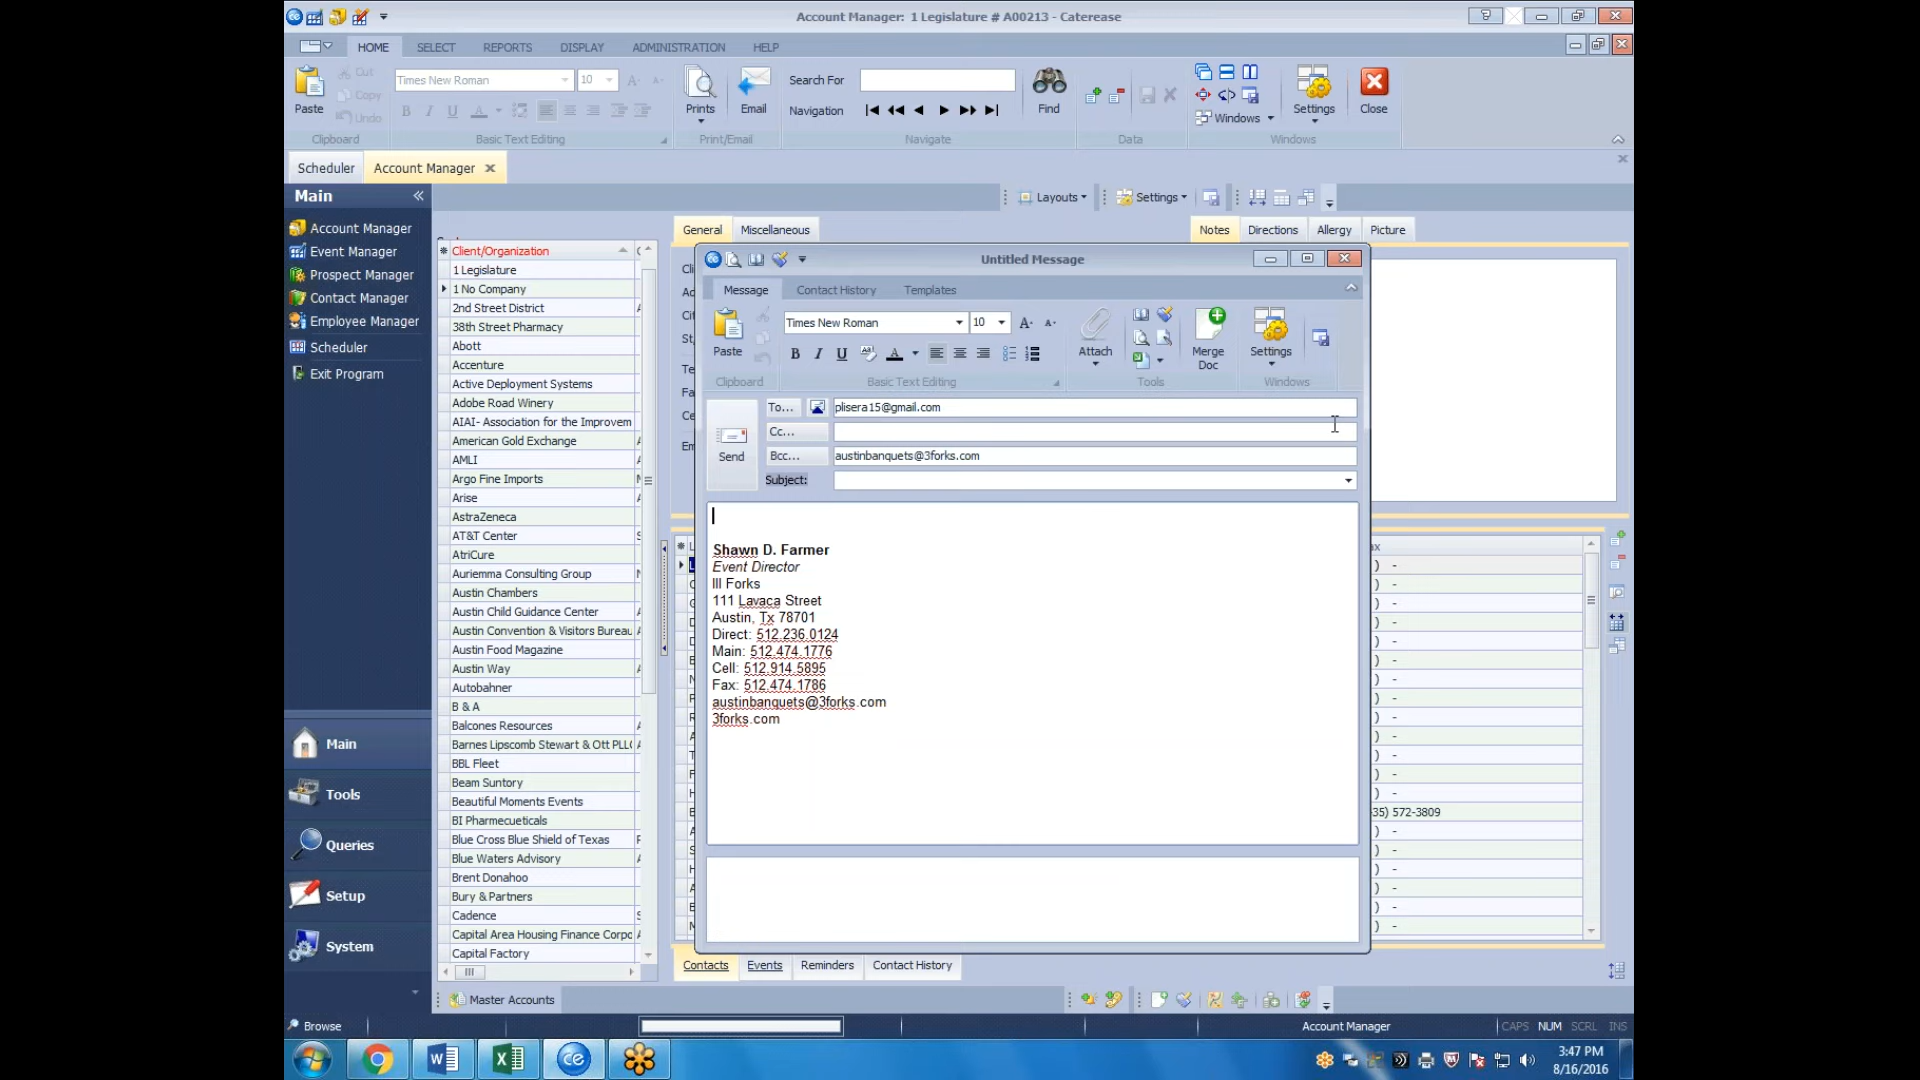 Account Manager: 1 Legislature # A00213 - Caterease
HOME SELECT REPORTS DISPLAY ADMINISTRATION HELP
Paste Cut Copy Undo
Clipboard
Times New Roman 10
Basic Text Editing
Prints Email
Print/Email
Search For
Navigation
Find
Navigate
Data
Windows
Settings
Close
Windows
Scheduler Account Manager
Main
Account Manager
Event Manager
Prospect Manager
Contact Manager
Employee Manager
Scheduler
Exit Program
Main
Tools
Queries
Setup
System
Layouts Settings
Client/Organization
1 Legislature
1 No Company
2nd Street District
38th Street Pharmacy
Abott
Accenture
Active Deployment Systems
Adobe Road Winery
AIAI- Association for the Improvem
American Gold Exchange
AMLI
Argo Fine Imports
Arise
AstraZeneca
AT&T Center
AtriCure
Auriemma Consulting Group
Austin Chambers
Austin Child Guidance Center
Austin Convention & Visitors Bureau
Austin Food Magazine
Austin Way
Autobahner
B & A
Balcones Resources
Barnes Lipscomb Stewart & Ott PLLC
BBL Fleet
Beam Suntory
Beautiful Moments Events
BI Pharmecueticals
Blue Cross Blue Shield of Texas
Blue Waters Advisory
Brent Donahoo
Bury & Partners
Cadence
Capital Area Housing Finance Corpo
Capital Factory
Master Accounts
General Miscellaneous
Notes Directions Allergy Picture
Untitled Message
Message Contact History Templates
Paste
Clipboard
Times New Roman 10
B I U
Basic Text Editing
Attach
Tools
Merge Doc
Settings
Windows
Send
To... plisera15@gmail.com
Cc...
Bcc... austinbanquets@3forks.com
Subject:
Shawn D. Farmer
Event Director
III Forks
111 Lavaca Street
Austin, Tx 78701
Direct: 512.236.0124
Main: 512.474.1776
Cell: 512.914.5895
Fax: 512.474.1786
austinbanquets@3forks.com
3forks.com
35) 572-3809
Contacts Events Reminders Contact History
Browse
Account Manager
CAPS NUM SCRL INS
3:47 PM
8/16/2016